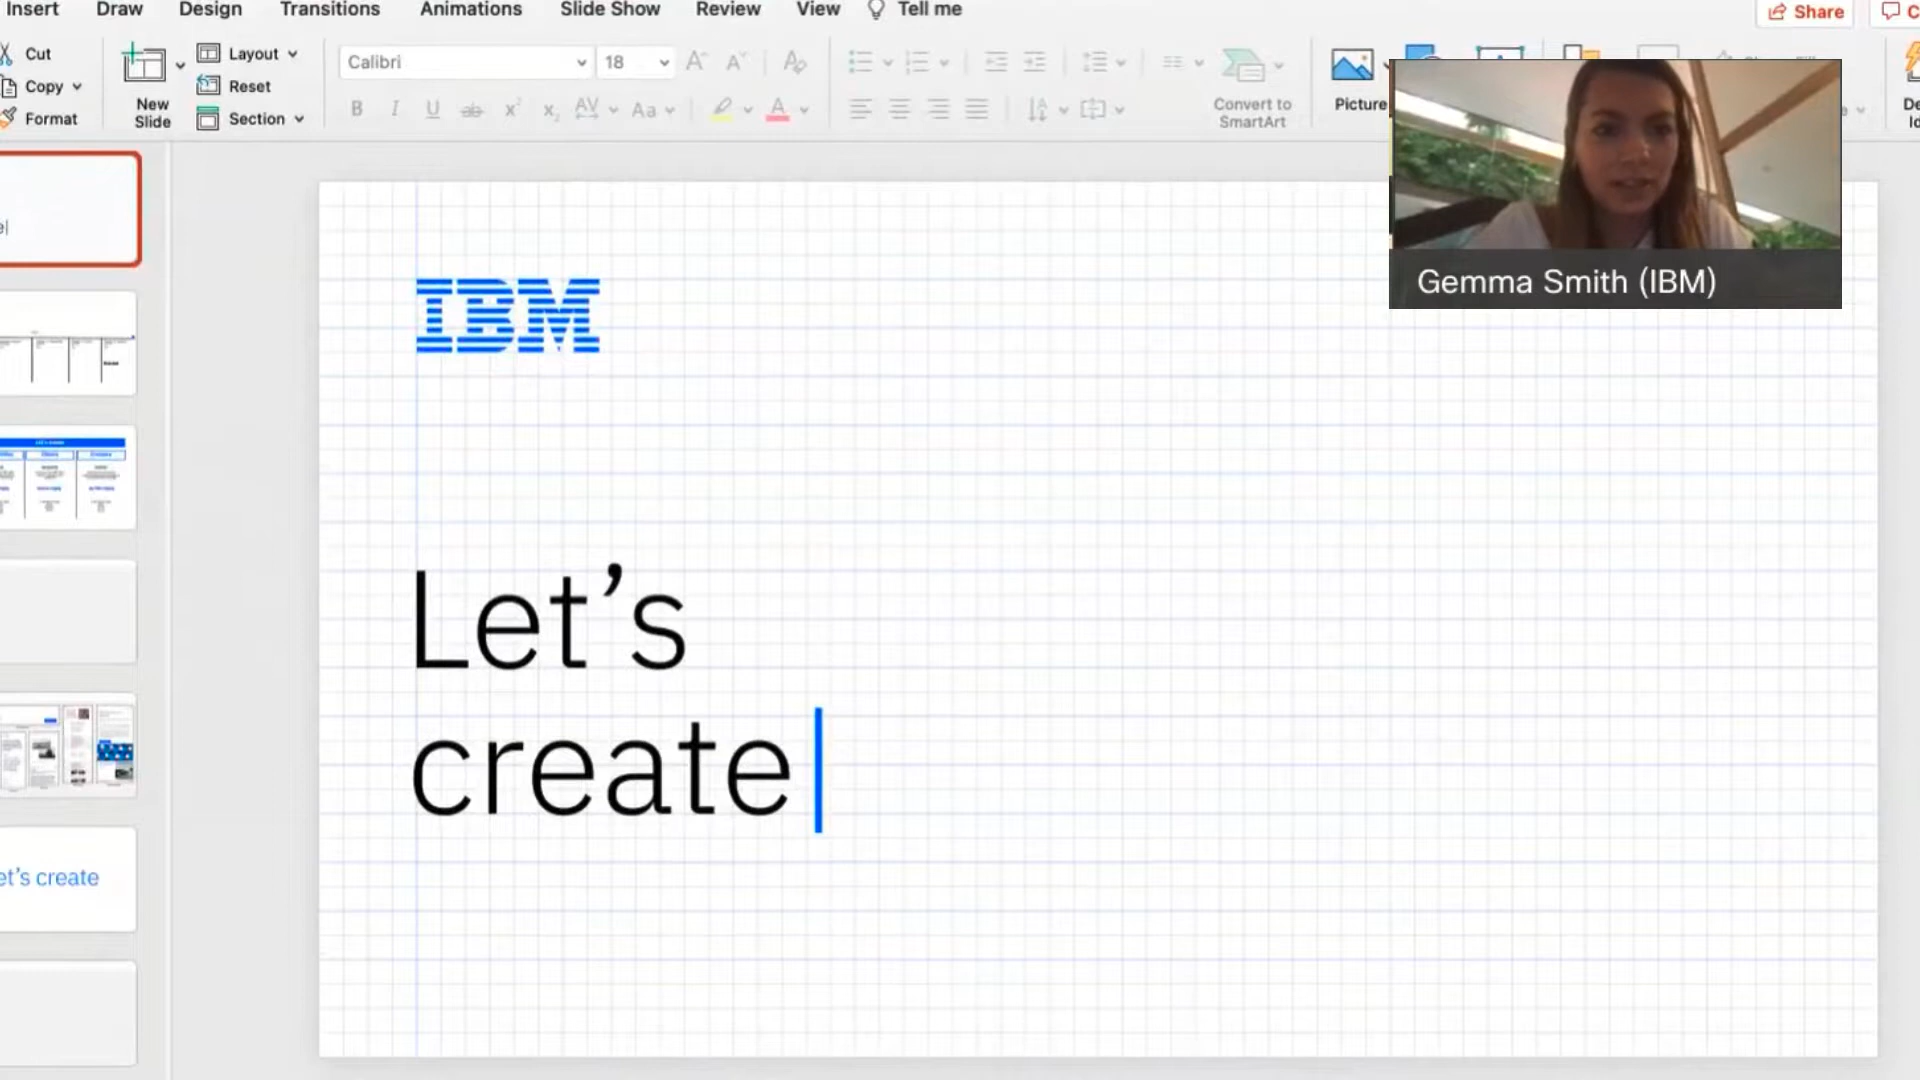 Insert Draw Design Transitions Animations Slide Show Review View Tell me
Share
Cut
Copy
Format
New
Slide
Layout
Reset
Section
Calibri 18
Convert to
SmartArt
Picture
Gemma Smith (IBM)
IBM
Let’s
create
et’s create